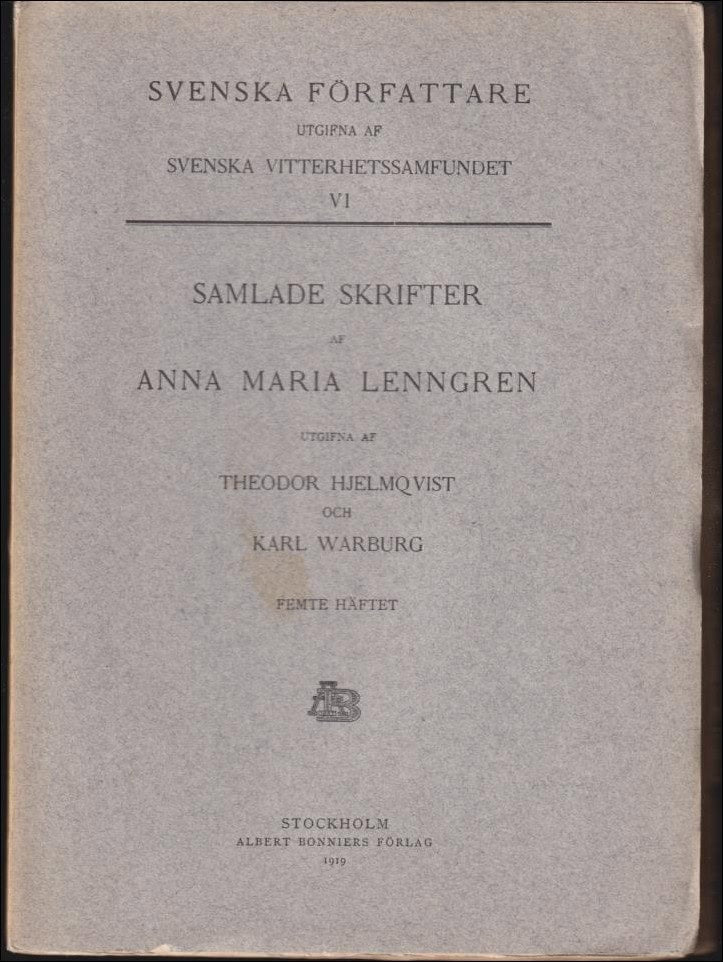 SVENSKA FÖRFATTARE
UTGIFNA AF
SVENSKA VITTERHETSSAMFUNDET
VI
SAMLADE SKRIFTER
AF
ANNA MARIA LENNGREN
UTGIFNA AF
THEODOR HJELMQVIST
OCH
KARL WARBURG
FEMTE HÄFTET
STOCKHOLM
ALBERT BONNIERS FÖRLAG
1919